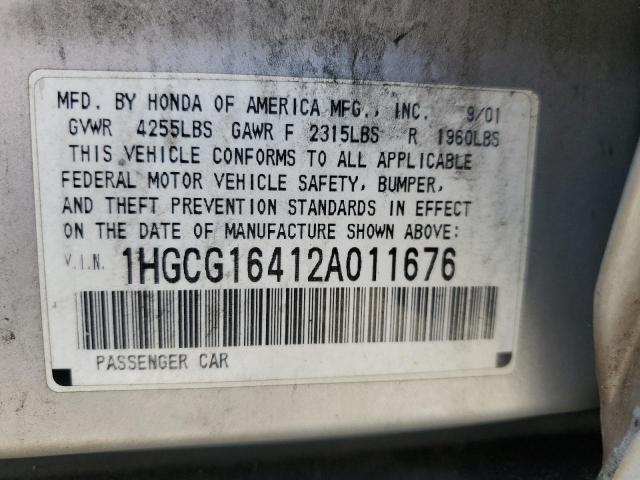 MFD. BY HONDA OF AMERICA MFG., INC. 9/01
GVWR 4255LBS GAWR F 2315LBS R 1960LBS
THIS VEHICLE CONFORMS TO ALL APPLICABLE
FEDERAL MOTOR VEHICLE SAFETY, BUMPER,
AND THEFT PREVENTION STANDARDS IN EFFECT
ON THE DATE OF MANUFACTURE SHOWN ABOVE:
V.I.N. 1HGCG16412A011676
PASSENGER CAR